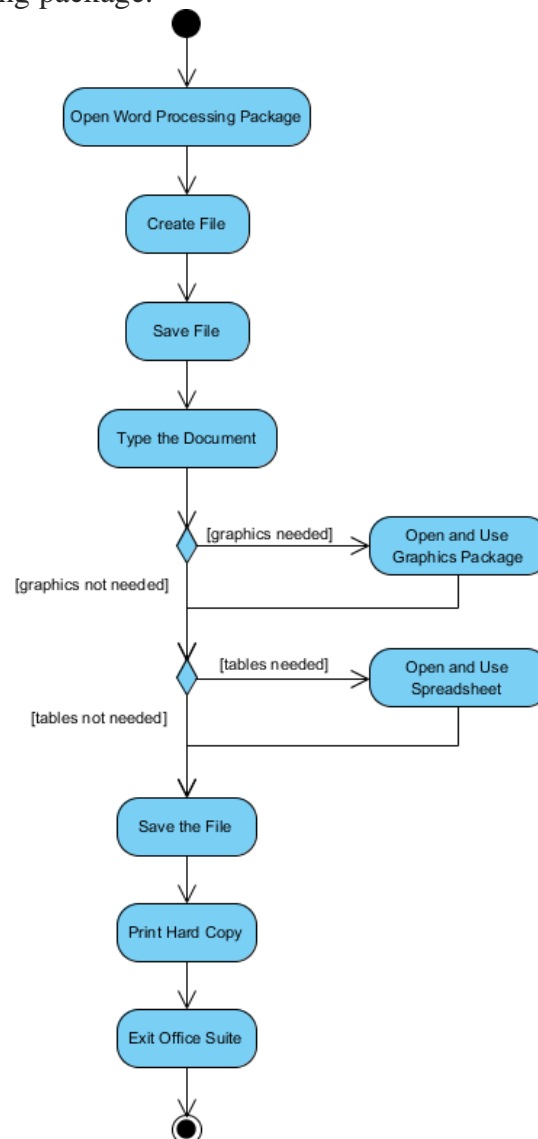 package.
Open Word Processing Package
Create File
Save File
Type the Document
[graphics needed]
Open and Use
Graphics Package
[graphics not needed]
[tables needed]
Open and Use
Spreadsheet
[tables not needed]
Save the File
Print Hard Copy
Exit Office Suite